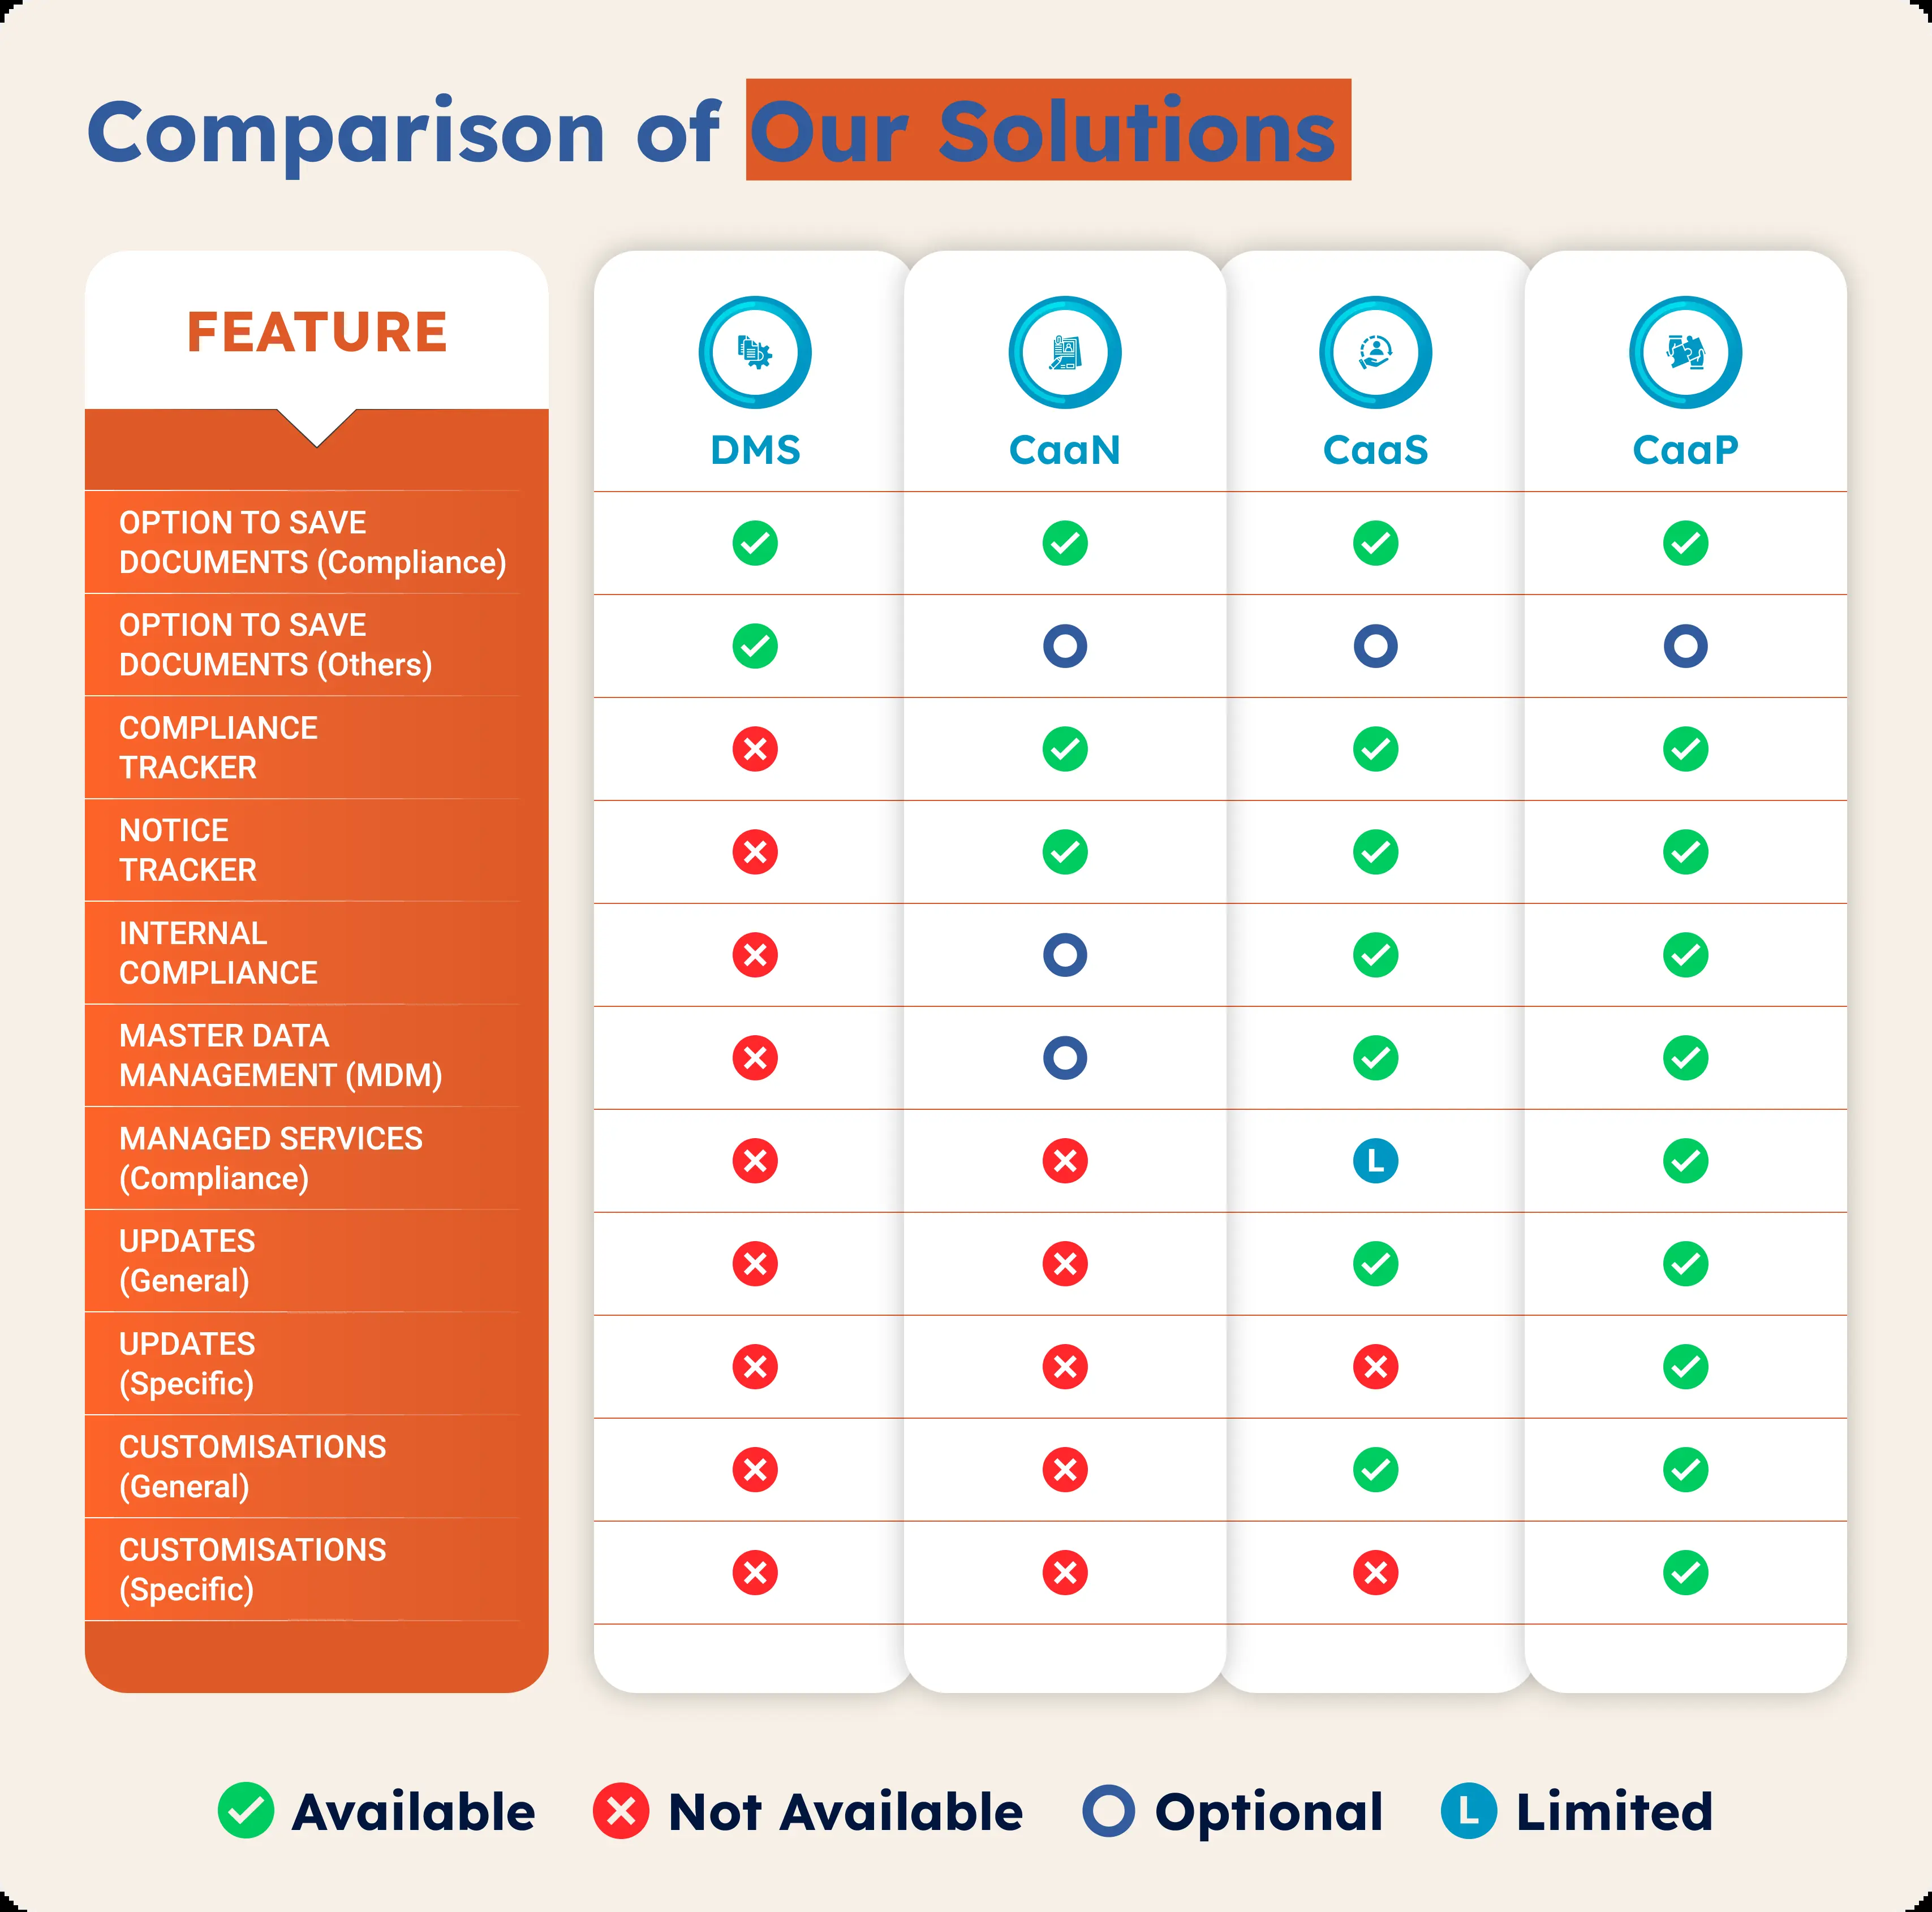 Comparison of Our Solutions
FEATURE
DMS
CaaN
CaaS
CaaP
OPTION TO SAVE
DOCUMENTS (Compliance)
OPTION TO SAVE
DOCUMENTS (Others)
COMPLIANCE
TRACKER
NOTICE
TRACKER
INTERNAL
COMPLIANCE
MASTER DATA
MANAGEMENT (MDM)
MANAGED SERVICES
(Compliance)
L
UPDATES
(General)
UPDATES
(Specific)
CUSTOMISATIONS
(General)
CUSTOMISATIONS
(Specific)
Available
Not Available
Optional
L Limited